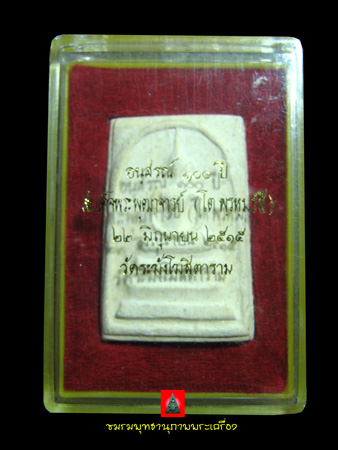 อนุสรณ์ ๑๐๐ ปี
สมเด็จพระพุฒาจารย์ (โต พรหมรังสี)
๒๒ มิถุนายน ๒๕๑๕
วัดระฆังโฆสิตาราม
ชมรมพุทธานุภาพพระเครื่อง